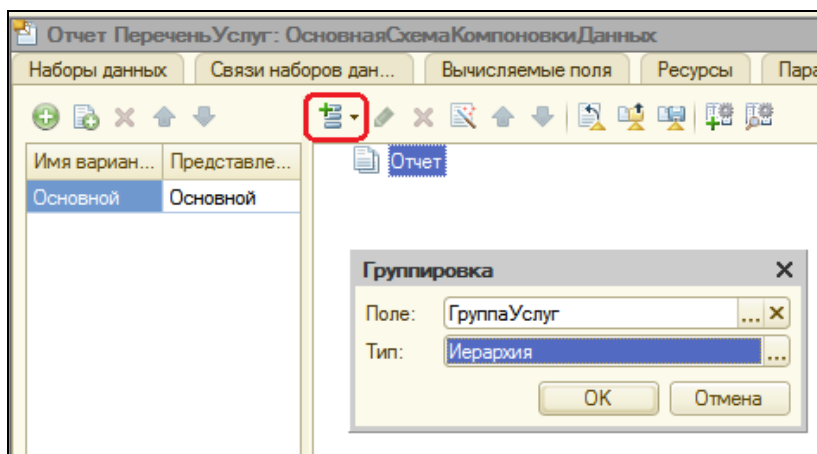 Отчет ПереченьУслуг: ОсновнаяСхемаКомпоновкиДанных
Наборы данных Связи наборов дан... Вычисляемые поля Ресурсы Пара
Имя вариан... Представле...
Основной Основной
Отчет
Группировка
Поле: ГруппаУслуг ...
Тип: Иерархия ...
OK Отмена